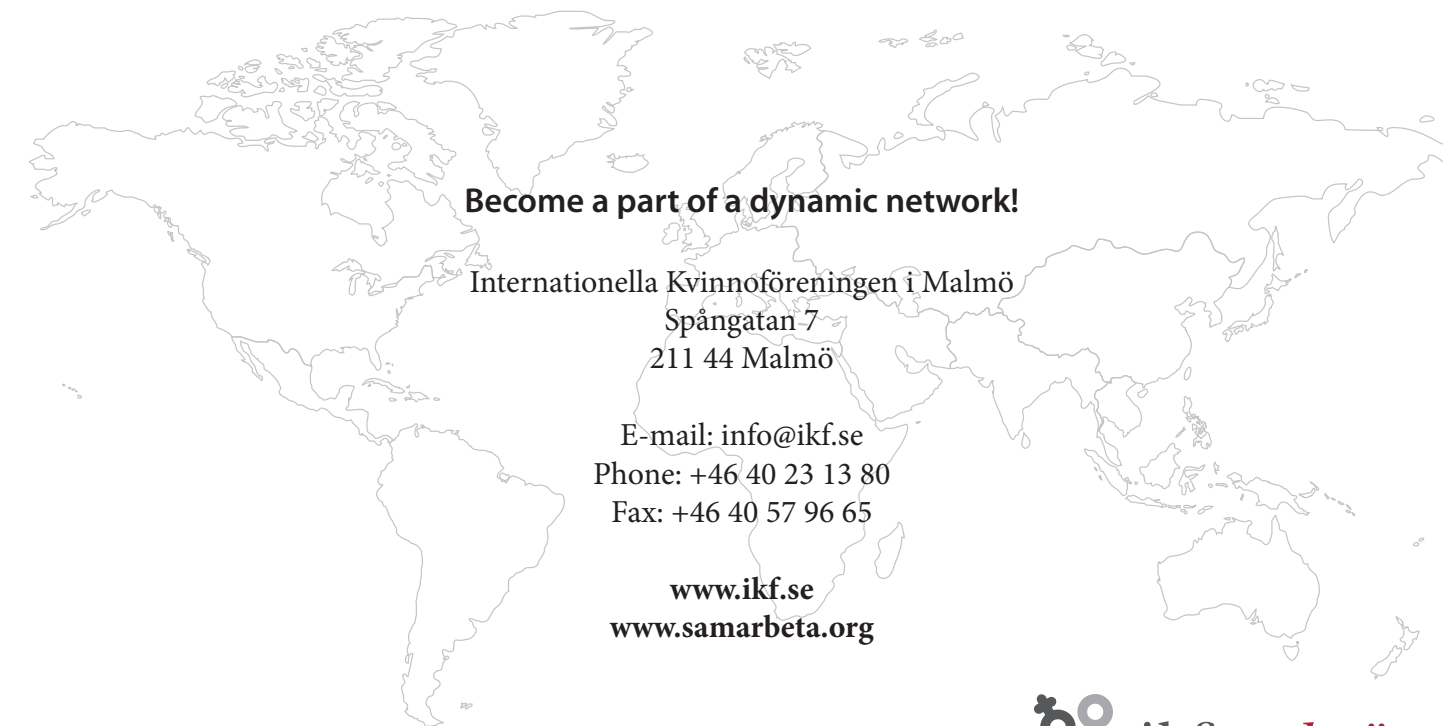 Become a part of a dynamic network!
Internationella Kvinnoföreningen i Malmö
Spångatan 7
211 44 Malmö
E-mail: info@ikf.se
Phone: +46 40 23 13 80
Fax: +46 40 57 96 65
www.ikf.se
www.samarbeta.org